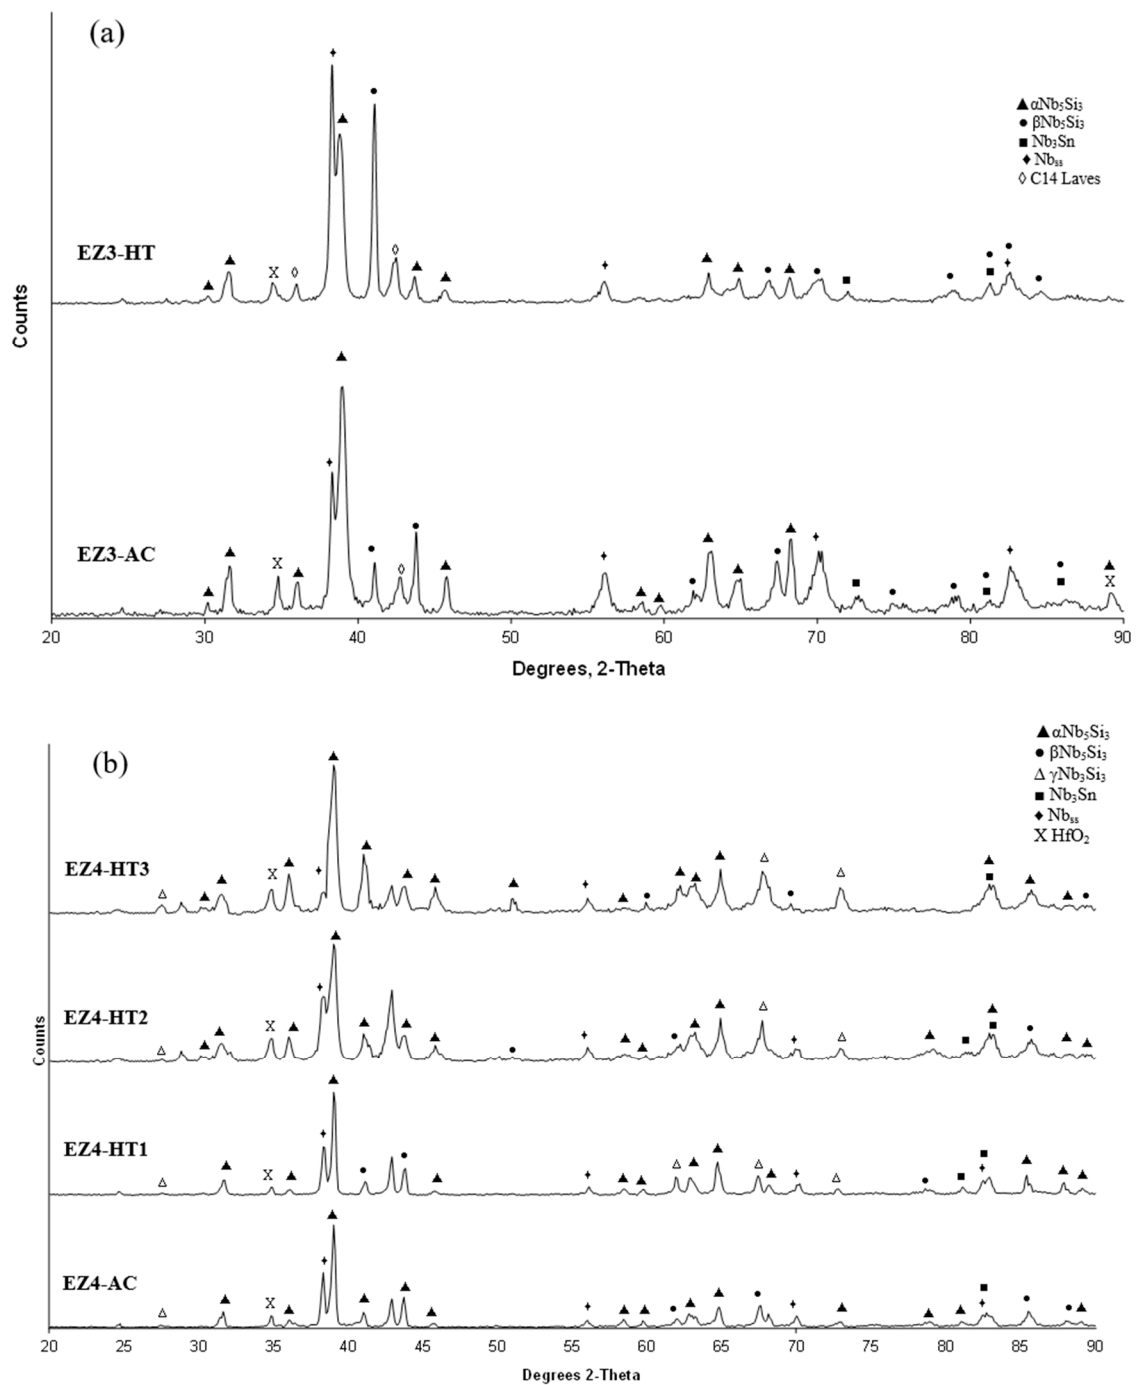 (a)
▲ αNb₅Si₃
● βNb₅Si₃
■ Nb₃Sn
♦ Nbss
◊ C14 Laves
EZ3-HT
X
Counts
EZ3-AC
X
X
20 30 40 50 60 70 80 90
Degrees, 2-Theta
(b)
▲ αNb₅Si₃
● βNb₅Si₃
Δ γNb₃Si₃
■ Nb₃Sn
♦ Nbss
X HfO₂
EZ4-HT3
X
EZ4-HT2
X
Counts
EZ4-HT1
X
EZ4-AC
X
20 25 30 35 40 45 50 55 60 65 70 75 80 85 90
Degrees 2-Theta